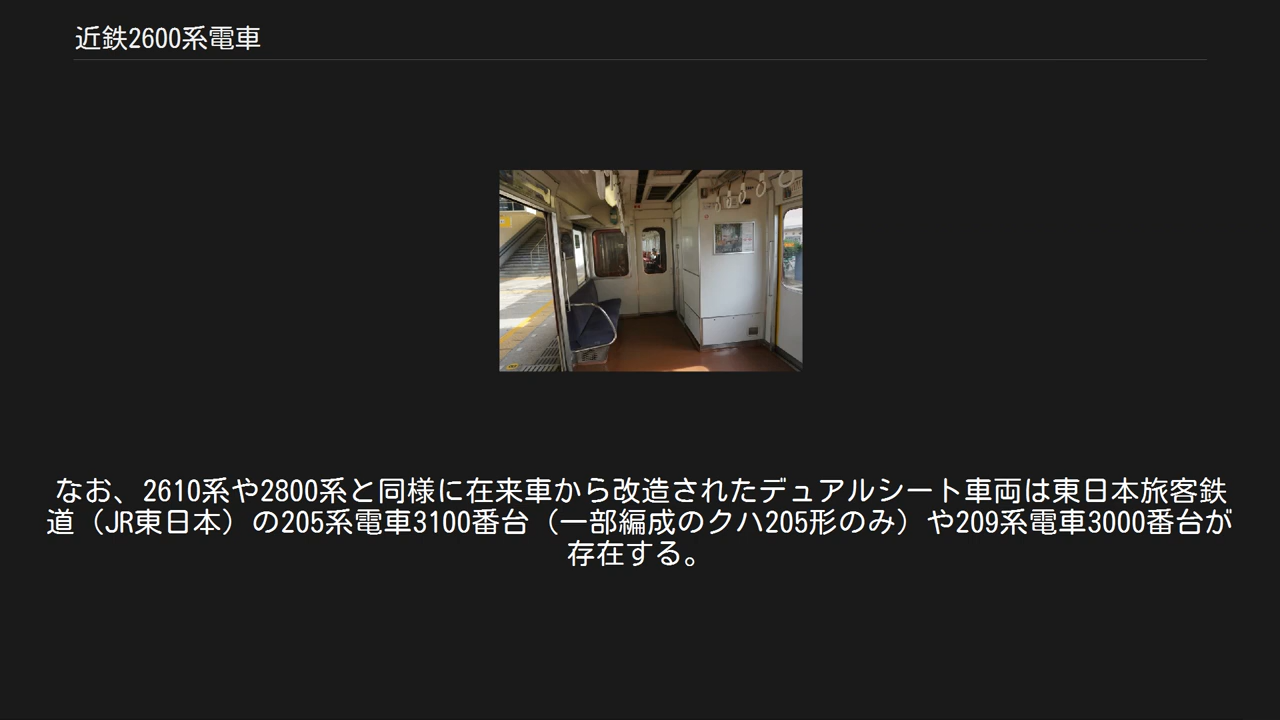 近鉄2600系電車
なお、2610系や2800系と同様に在来車から改造されたデュアルシート車両は東日本旅客鉄
道（JR東日本）の205系電車3100番台（一部編成のクハ205形のみ）や209系電車3000番台が
存在する。